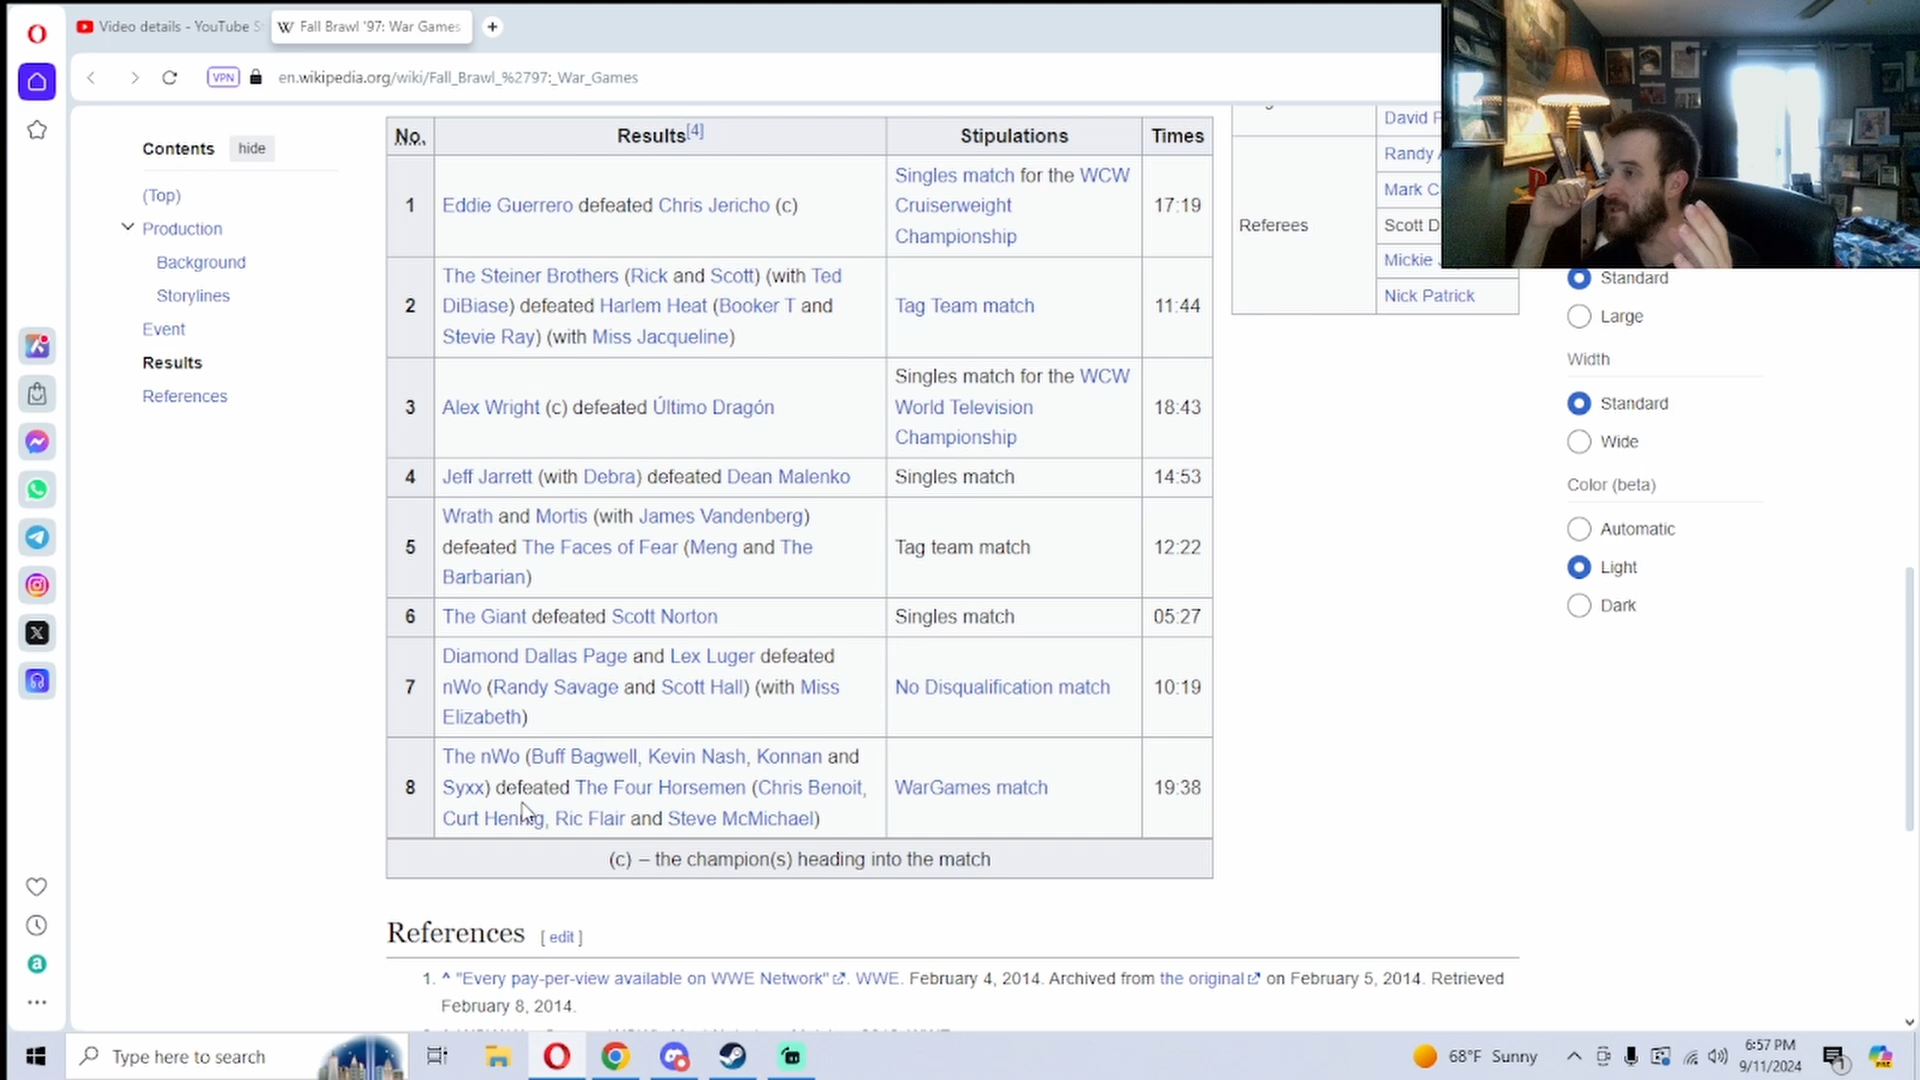 Video details - YouTube S
Fall Brawl '97: War Games
VPN
en.wikipedia.org/wiki/Fall_Brawl_%2797:_War_Games
Contents
hide
(Top)
Production
Background
Storylines
Event
Results
References
No.
Results[4]
Stipulations
Times
1
Eddie Guerrero defeated Chris Jericho (c)
Singles match for the WCW
Cruiserweight
Championship
17:19
2
The Steiner Brothers (Rick and Scott) (with Ted
DiBiase) defeated Harlem Heat (Booker T and
Stevie Ray) (with Miss Jacqueline)
Tag Team match
11:44
3
Alex Wright (c) defeated Último Dragón
Singles match for the WCW
World Television
Championship
18:43
4
Jeff Jarrett (with Debra) defeated Dean Malenko
Singles match
14:53
5
Wrath and Mortis (with James Vandenberg)
defeated The Faces of Fear (Meng and The
Barbarian)
Tag team match
12:22
6
The Giant defeated Scott Norton
Singles match
05:27
7
Diamond Dallas Page and Lex Luger defeated
nWo (Randy Savage and Scott Hall) (with Miss
Elizabeth)
No Disqualification match
10:19
8
The nWo (Buff Bagwell, Kevin Nash, Konnan and
Syxx) defeated The Four Horsemen (Chris Benoit,
Curt Hennig, Ric Flair and Steve McMichael)
WarGames match
19:38
(c) – the champion(s) heading into the match
David
Referees
Randy
Mark C
Scott D
Mickie
Nick Patrick
Standard
Large
Width
Standard
Wide
Color (beta)
Automatic
Light
Dark
References [ edit ]
1. ^ "Every pay-per-view available on WWE Network". WWE. February 4, 2014. Archived from the original on February 5, 2014. Retrieved
February 8, 2014.
Type here to search
68°F Sunny
6:57 PM
9/11/2024
1